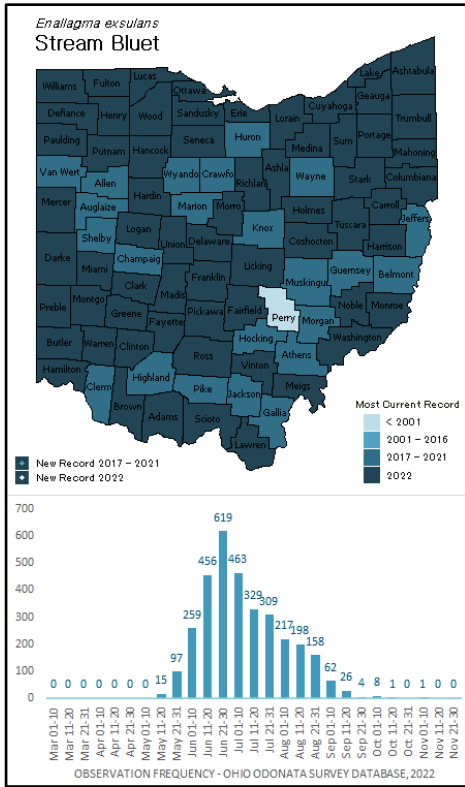 Enallagma exsulans
Stream Bluet
Williams Fulton Lucas Ottawa Lake Ashtabula
Geauga
Defiance Henry Wood Sandusky Erie Lorain Cuyahoga Trumbull
Paulding Putnam Hancock Seneca Huron Medina Sum Portage Mahoning
Van Wert Allen Wyando Crawfo Richlan Ashla Wayne Stark Columbiana
Mercer Auglaize Hardin Marion Morro Holmes Tuscara Carroll Jeffers
Shelby Logan Union Delaware Knox Coshocton Harrison
Darke Miami Champaig Licking Muskingu Guernsey Belmont
Clark Madis Franklin
Preble Montgo Greene Fayette Pickawa Fairfield Perry Morgan Noble Monroe
Butler Warren Clinton Ross Hocking Athens Washington
Hamilton Clerm Highland Pike Vinton Jackson Meigs
Brown Adams Scioto Gallia
Lawren
Most Current Record
< 2001
2001 - 2016
2017 - 2021
2022
New Record 2017 - 2021
New Record 2022
700
600
500
400
300
200
100
0
0 0 0 0 0 0 0 15 97 259 456 619 463 329 309 217 198 158 62 26 4 8 1 0 1 0 0
Mar 01-10
Mar 11-20
Mar 21-31
Apr 01-10
Apr 11-20
Apr 21-30
May 01-10
May 11-20
May 21-31
Jun 01-10
Jun 11-20
Jun 21-30
Jul 01-10
Jul 11-20
Jul 21-31
Aug 01-10
Aug 11-20
Aug 21-31
Sep 01-10
Sep 11-20
Sep 21-30
Oct 01-10
Oct 11-20
Oct 21-31
Nov 01-10
Nov 11-20
Nov 21-30
OBSERVATION FREQUENCY - OHIO ODONATA SURVEY DATABASE, 2022